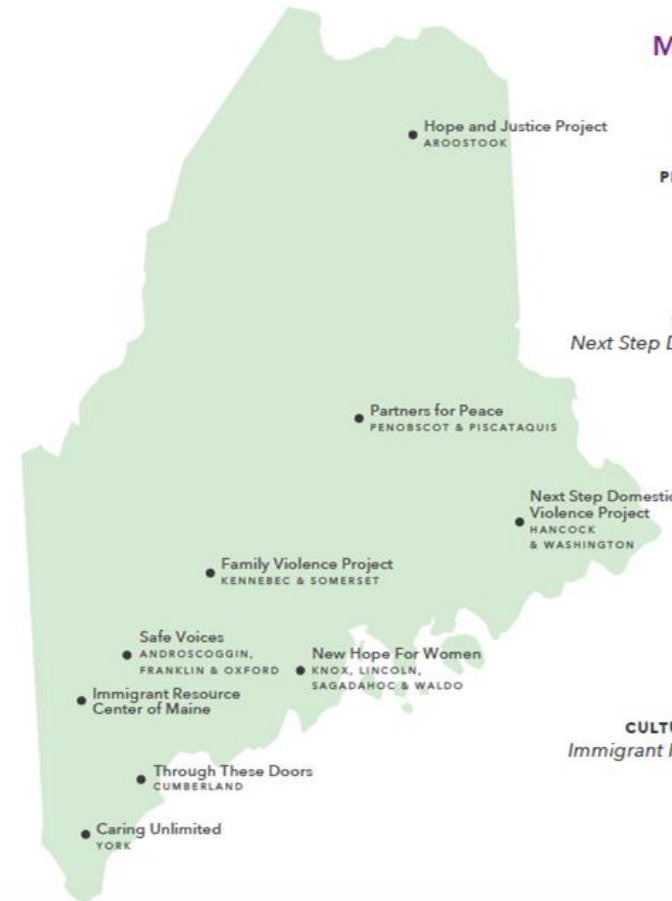 M
Hope and Justice Project
AROOSTOOK
P
Next Step D
Partners for Peace
PENOBSCOT & PISCATAQUIS
Next Step Domestic
Violence Project
HANCOCK
& WASHINGTON
Family Violence Project
KENNEBEC & SOMERSET
Safe Voices
ANDROSCOGGIN,
FRANKLIN & OXFORD
New Hope For Women
KNOX, LINCOLN,
SAGADAHOC & WALDO
Immigrant Resource
Center of Maine
CULTU
Immigrant
Through These Doors
CUMBERLAND
Caring Unlimited
YORK